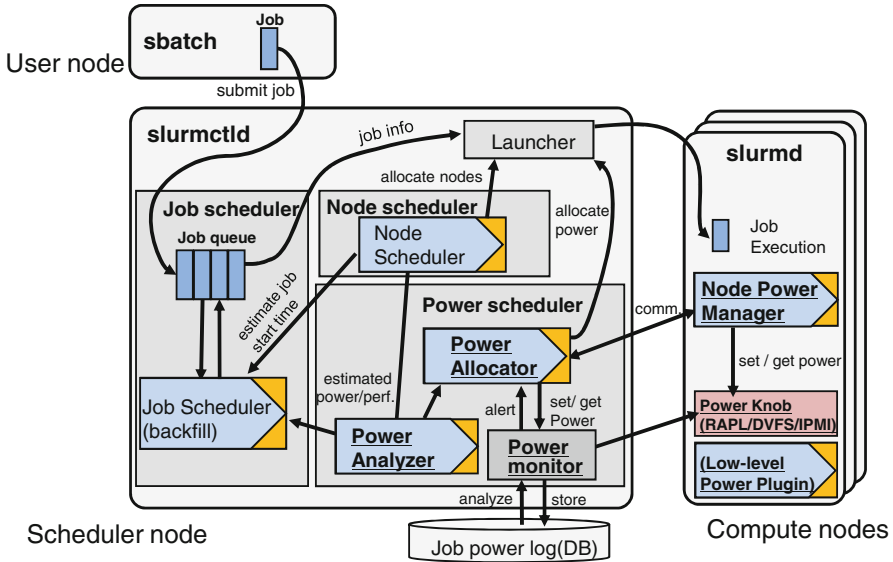 Job
sbatch
User node
submit job
slurmctld
job info
Launcher
slurmd
allocate nodes
Job scheduler
Node scheduler
allocate
power
Job queue
Node
Scheduler
Job
Execution
estimate job
start time
Power scheduler
comm.
Node Power
Manager
Power
Allocator
set / get power
estimated
power/perf.
alert
set/ get
Power
Job Scheduler
(backfill)
Power Knob
(RAPL/DVFS/IPMI)
Power
Analyzer
Power
monitor
(Low-level
Power Plugin)
analyze
store
Scheduler node
Job power log(DB)
Compute nodes